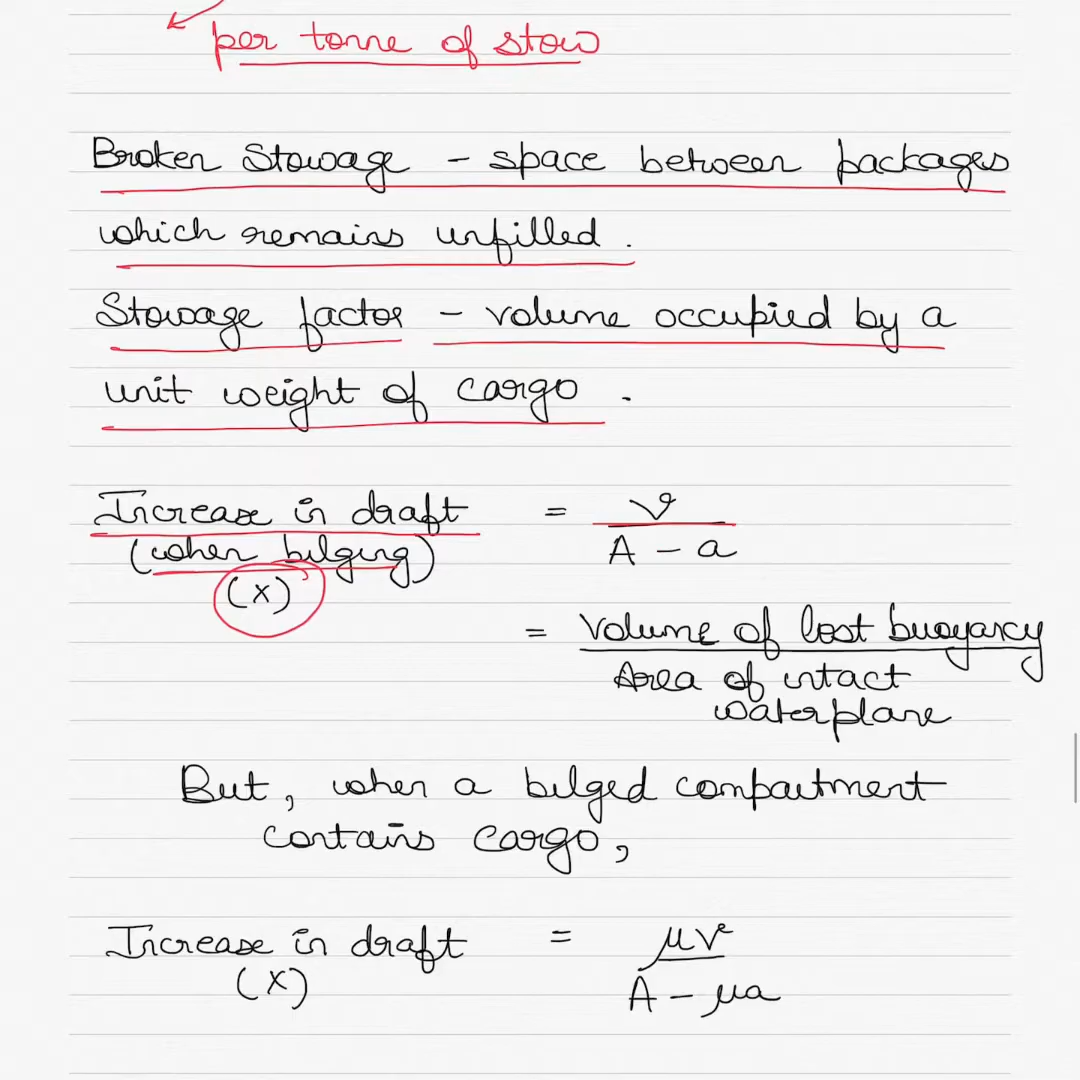 per tonne of stow
Broken Stowage - space between packages
which remains unfilled.
Stowage factor - volume occupied by a
unit weight of cargo.
Increase in draft = v / A - a
(when bilging)
(x)
= Volume of lost buoyancy / Area of intact waterplane
But, when a bilged compartment
contains cargo,
Increase in draft = μv / A - μa
(x)